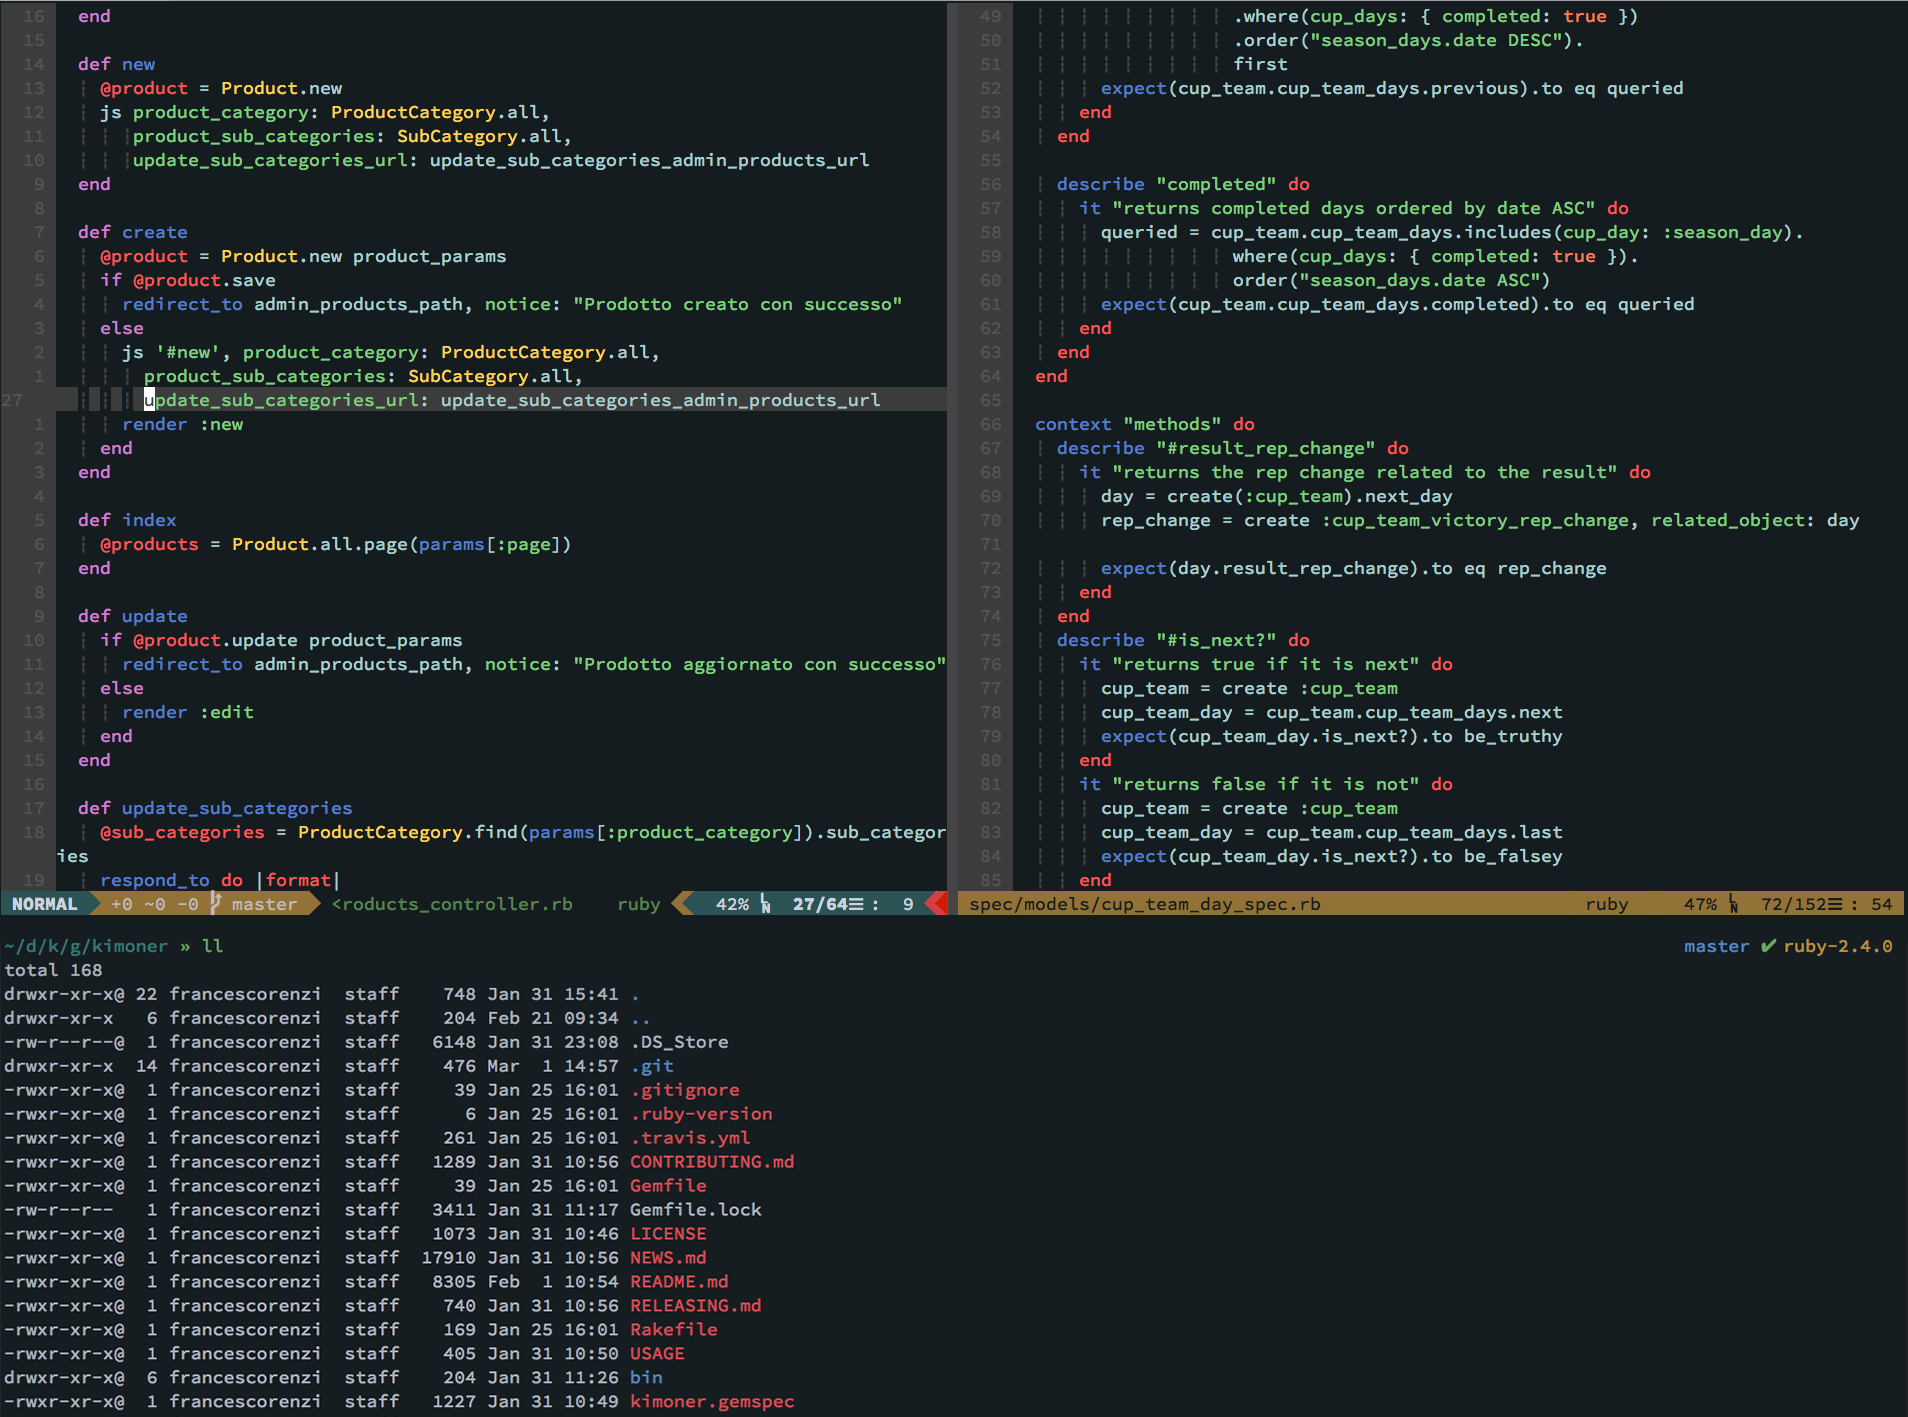 16 end
15
14 def new
13 @product = Product.new
12 js product_category: ProductCategory.all,
11 product_sub_categories: SubCategory.all,
10 update_sub_categories_url: update_sub_categories_admin_products_url
9 end
8
7 def create
6 @product = Product.new product_params
5 if @product.save
4 redirect_to admin_products_path, notice: "Prodotto creato con successo"
3 else
2 js '#new', product_category: ProductCategory.all,
1 product_sub_categories: SubCategory.all,
27 update_sub_categories_url: update_sub_categories_admin_products_url
1 render :new
2 end
3 end
4
5 def index
6 @products = Product.all.page(params[:page])
7 end
8
9 def update
10 if @product.update product_params
11 redirect_to admin_products_path, notice: "Prodotto aggiornato con successo"
12 else
13 render :edit
14 end
15 end
16
17 def update_sub_categories
18 @sub_categories = ProductCategory.find(params[:product_category]).sub_categor
ies
19 respond_to do |format|
NORMAL +0 ~0 -0 master <roducts_controller.rb ruby 42% LN 27/64☰ : 9
49 .where(cup_days: { completed: true })
50 .order("season_days.date DESC").
51 first
52 expect(cup_team.cup_team_days.previous).to eq queried
53 end
54 end
55
56 describe "completed" do
57 it "returns completed days ordered by date ASC" do
58 queried = cup_team.cup_team_days.includes(cup_day: :season_day).
59 where(cup_days: { completed: true }).
60 order("season_days.date ASC")
61 expect(cup_team.cup_team_days.completed).to eq queried
62 end
63 end
64 end
65
66 context "methods" do
67 describe "#result_rep_change" do
68 it "returns the rep change related to the result" do
69 day = create(:cup_team).next_day
70 rep_change = create :cup_team_victory_rep_change, related_object: day
71
72 expect(day.result_rep_change).to eq rep_change
73 end
74 end
75 describe "#is_next?" do
76 it "returns true if it is next" do
77 cup_team = create :cup_team
78 cup_team_day = cup_team.cup_team_days.next
79 expect(cup_team_day.is_next?).to be_truthy
80 end
81 it "returns false if it is not" do
82 cup_team = create :cup_team
83 cup_team_day = cup_team.cup_team_days.last
84 expect(cup_team_day.is_next?).to be_falsey
85 end
spec/models/cup_team_day_spec.rb ruby 47% LN 72/152☰ : 54
~/d/k/g/kimoner » ll master ✔ ruby-2.4.0
total 168
drwxr-xr-x@ 22 francescorenzi staff 748 Jan 31 15:41 .
drwxr-xr-x 6 francescorenzi staff 204 Feb 21 09:34 ..
-rw-r--r--@ 1 francescorenzi staff 6148 Jan 31 23:08 .DS_Store
drwxr-xr-x 14 francescorenzi staff 476 Mar 1 14:57 .git
-rwxr-xr-x@ 1 francescorenzi staff 39 Jan 25 16:01 .gitignore
-rwxr-xr-x@ 1 francescorenzi staff 6 Jan 25 16:01 .ruby-version
-rwxr-xr-x@ 1 francescorenzi staff 261 Jan 25 16:01 .travis.yml
-rwxr-xr-x@ 1 francescorenzi staff 1289 Jan 31 10:56 CONTRIBUTING.md
-rwxr-xr-x@ 1 francescorenzi staff 39 Jan 25 16:01 Gemfile
-rw-r--r-- 1 francescorenzi staff 3411 Jan 31 11:17 Gemfile.lock
-rwxr-xr-x@ 1 francescorenzi staff 1073 Jan 31 10:46 LICENSE
-rwxr-xr-x@ 1 francescorenzi staff 17910 Jan 31 10:56 NEWS.md
-rwxr-xr-x@ 1 francescorenzi staff 8305 Feb 1 10:54 README.md
-rwxr-xr-x@ 1 francescorenzi staff 740 Jan 31 10:56 RELEASING.md
-rwxr-xr-x@ 1 francescorenzi staff 169 Jan 25 16:01 Rakefile
-rwxr-xr-x@ 1 francescorenzi staff 405 Jan 31 10:50 USAGE
drwxr-xr-x@ 6 francescorenzi staff 204 Jan 31 11:26 bin
-rwxr-xr-x@ 1 francescorenzi staff 1227 Jan 31 10:49 kimoner.gemspec